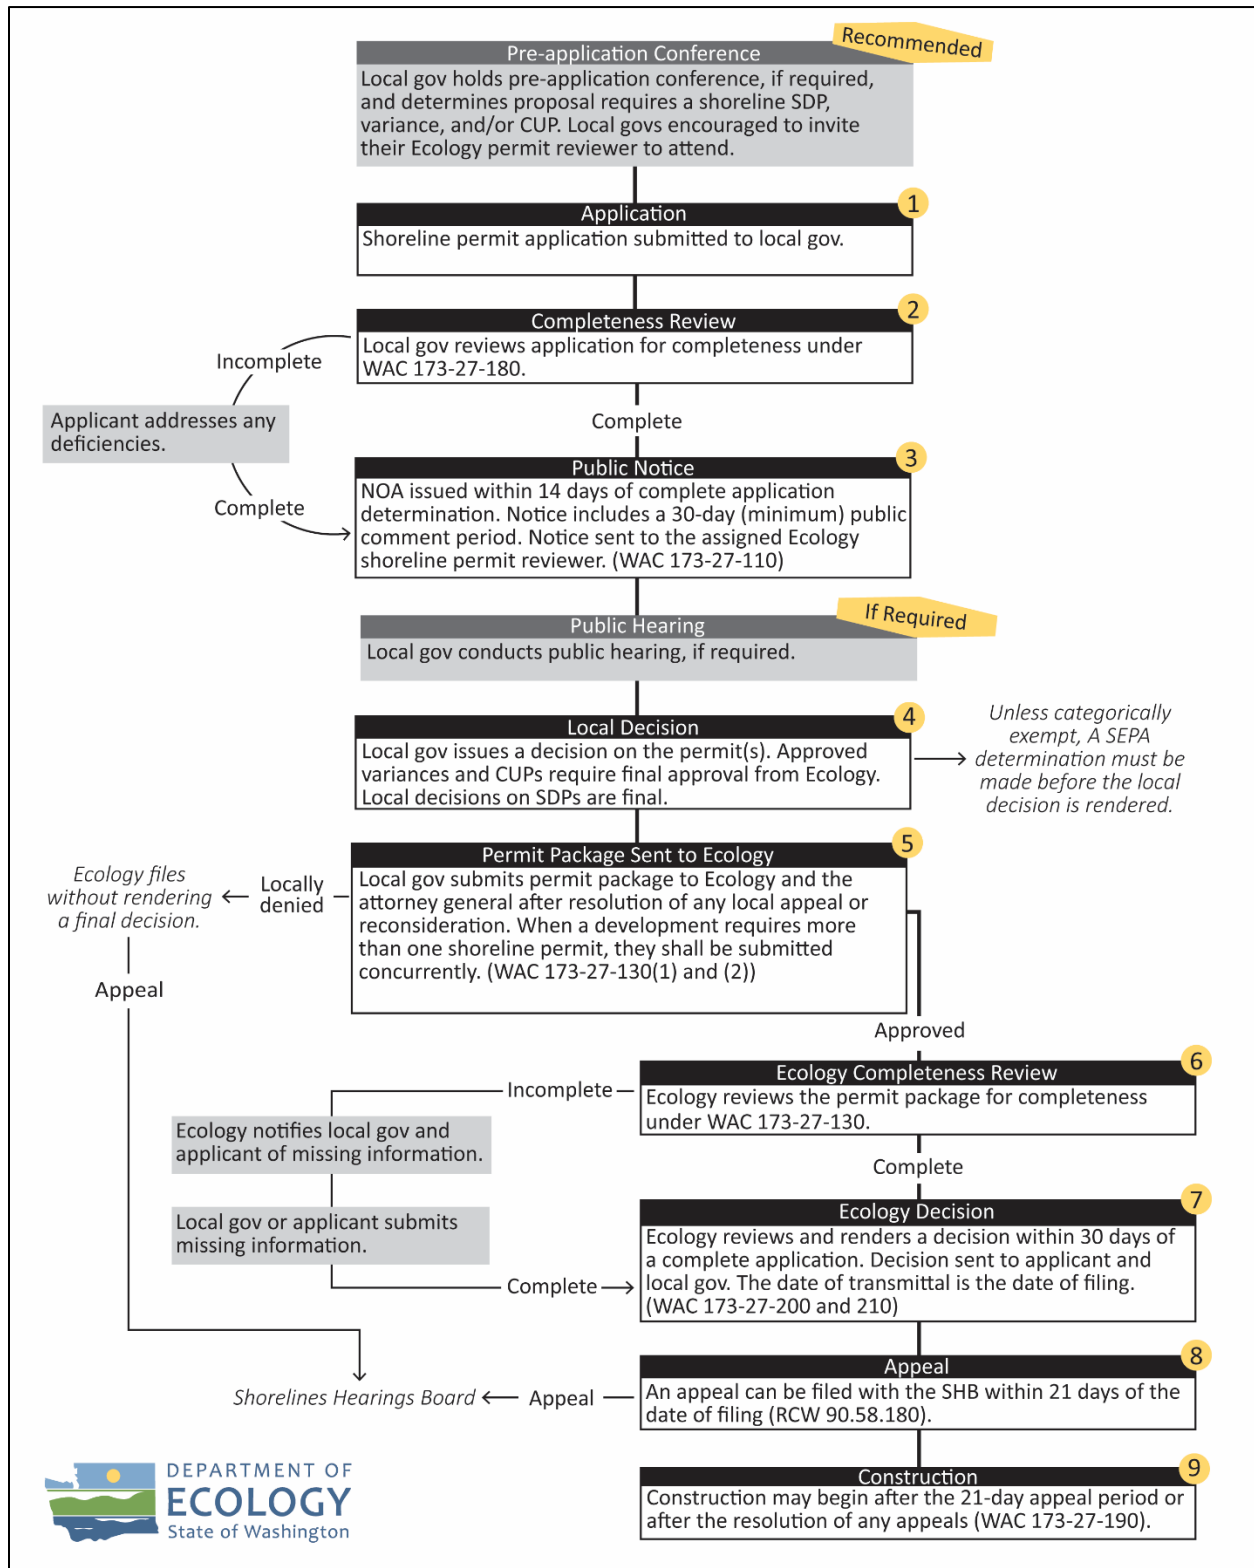 Recommended
Pre-application Conference
Local gov holds pre-application conference, if required,
and determines proposal requires a shoreline SDP,
variance, and/or CUP. Local govs encouraged to invite
their Ecology permit reviewer to attend.
1
Application
Shoreline permit application submitted to local gov.
2
Completeness Review
Local gov reviews application for completeness under
WAC 173-27-180.
Incomplete
Applicant addresses any
deficiencies.
Complete
Complete
3
Public Notice
NOA issued within 14 days of complete application
determination. Notice includes a 30-day (minimum) public
comment period. Notice sent to the assigned Ecology
shoreline permit reviewer. (WAC 173-27-110)
If Required
Public Hearing
Local gov conducts public hearing, if required.
4
Local Decision
Local gov issues a decision on the permit(s). Approved
variances and CUPs require final approval from Ecology.
Local decisions on SDPs are final.
Unless categorically
exempt, A SEPA
determination must be
made before the local
decision is rendered.
5
Permit Package Sent to Ecology
Local gov submits permit package to Ecology and the
attorney general after resolution of any local appeal or
reconsideration. When a development requires more
than one shoreline permit, they shall be submitted
concurrently. (WAC 173-27-130(1) and (2))
Locally
denied
Ecology files
without rendering
a final decision.
Appeal
Approved
6
Ecology Completeness Review
Ecology reviews the permit package for completeness
under WAC 173-27-130.
Incomplete
Ecology notifies local gov and
applicant of missing information.
Local gov or applicant submits
missing information.
Complete
Complete
7
Ecology Decision
Ecology reviews and renders a decision within 30 days of
a complete application. Decision sent to applicant and
local gov. The date of transmittal is the date of filing.
(WAC 173-27-200 and 210)
8
Appeal
An appeal can be filed with the SHB within 21 days of the
date of filing (RCW 90.58.180).
Appeal
Shorelines Hearings Board
9
Construction
Construction may begin after the 21-day appeal period or
after the resolution of any appeals (WAC 173-27-190).
DEPARTMENT OF
ECOLOGY
State of Washington